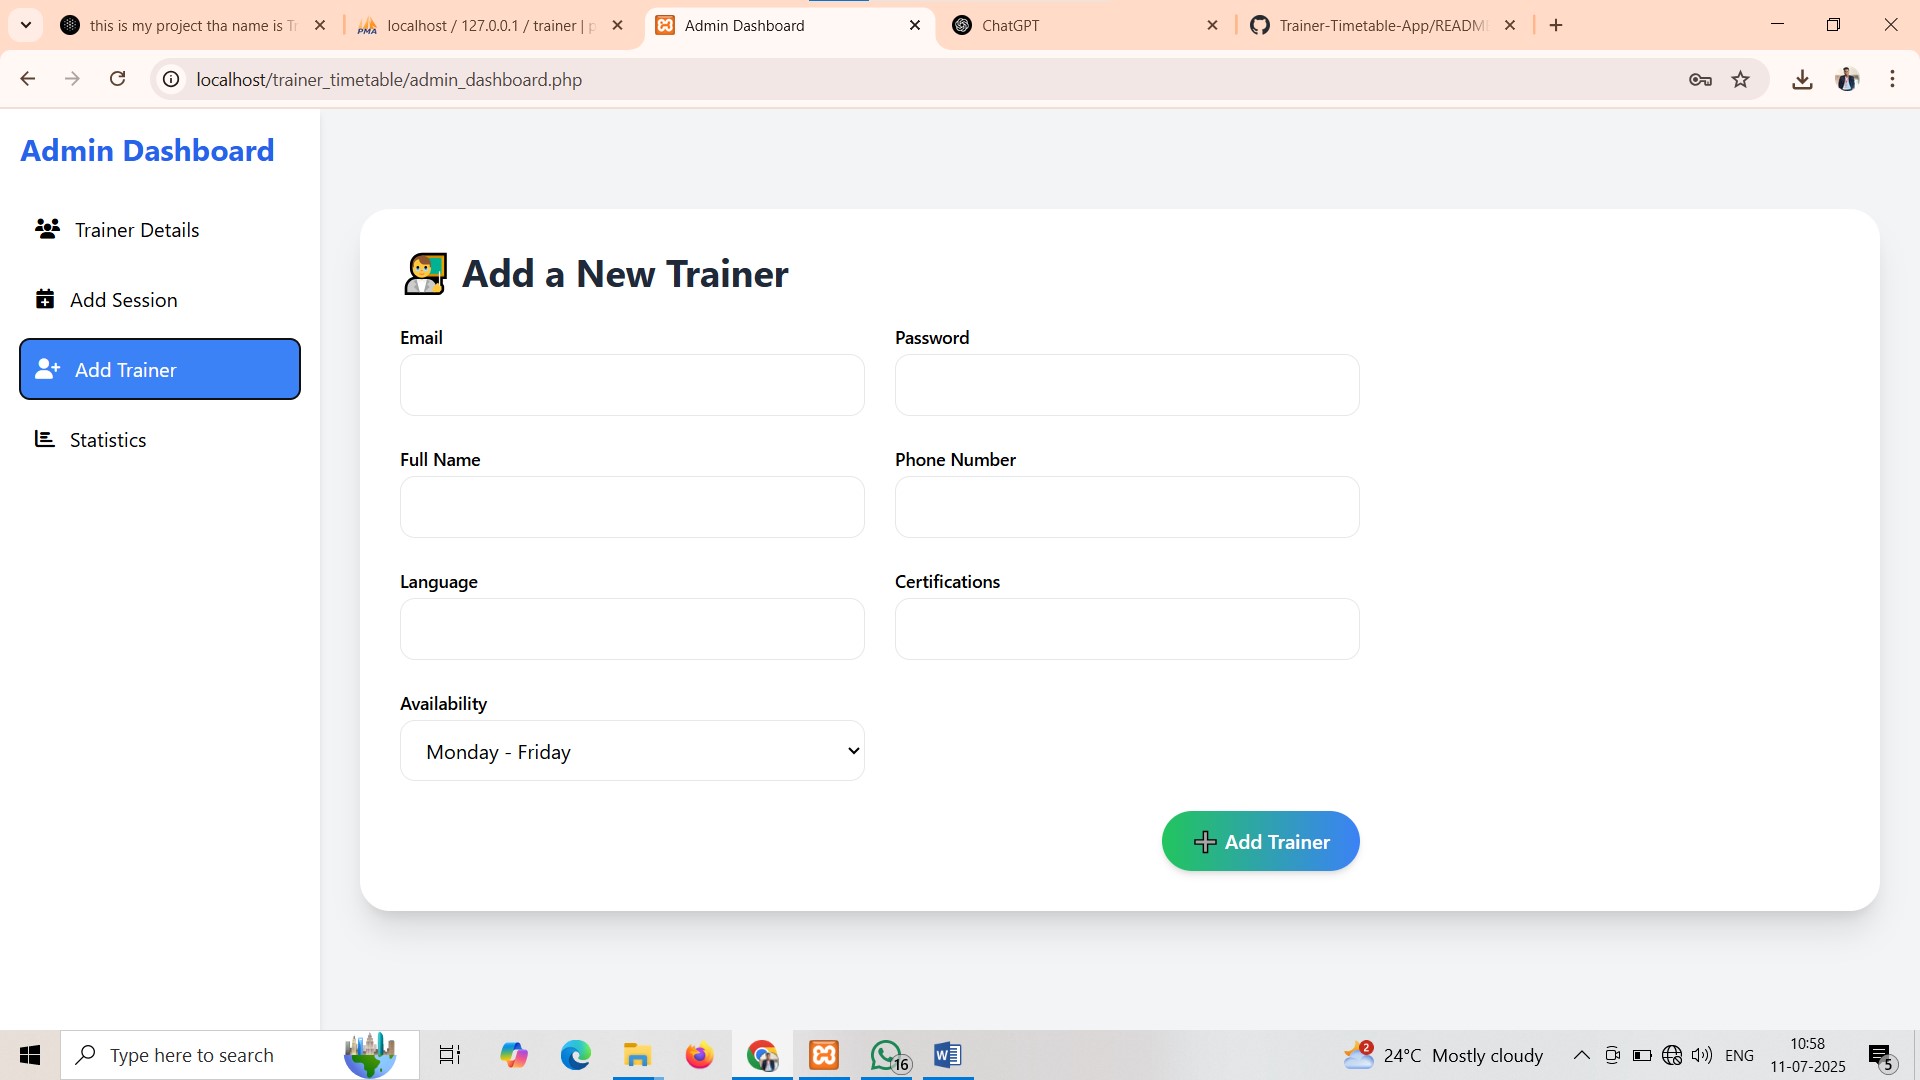 this is my project tha name is Tr
localhost / 127.0.0.1 / trainer | p
Admin Dashboard
ChatGPT
Trainer-Timetable-App/READM
localhost/trainer_timetable/admin_dashboard.php
Admin Dashboard
Trainer Details
Add Session
Add Trainer
Statistics
Add a New Trainer
Email
Password
Full Name
Phone Number
Language
Certifications
Availability
Monday - Friday
Add Trainer
Type here to search
16
2
24°C Mostly cloudy
ENG
10:58
11-07-2025
5